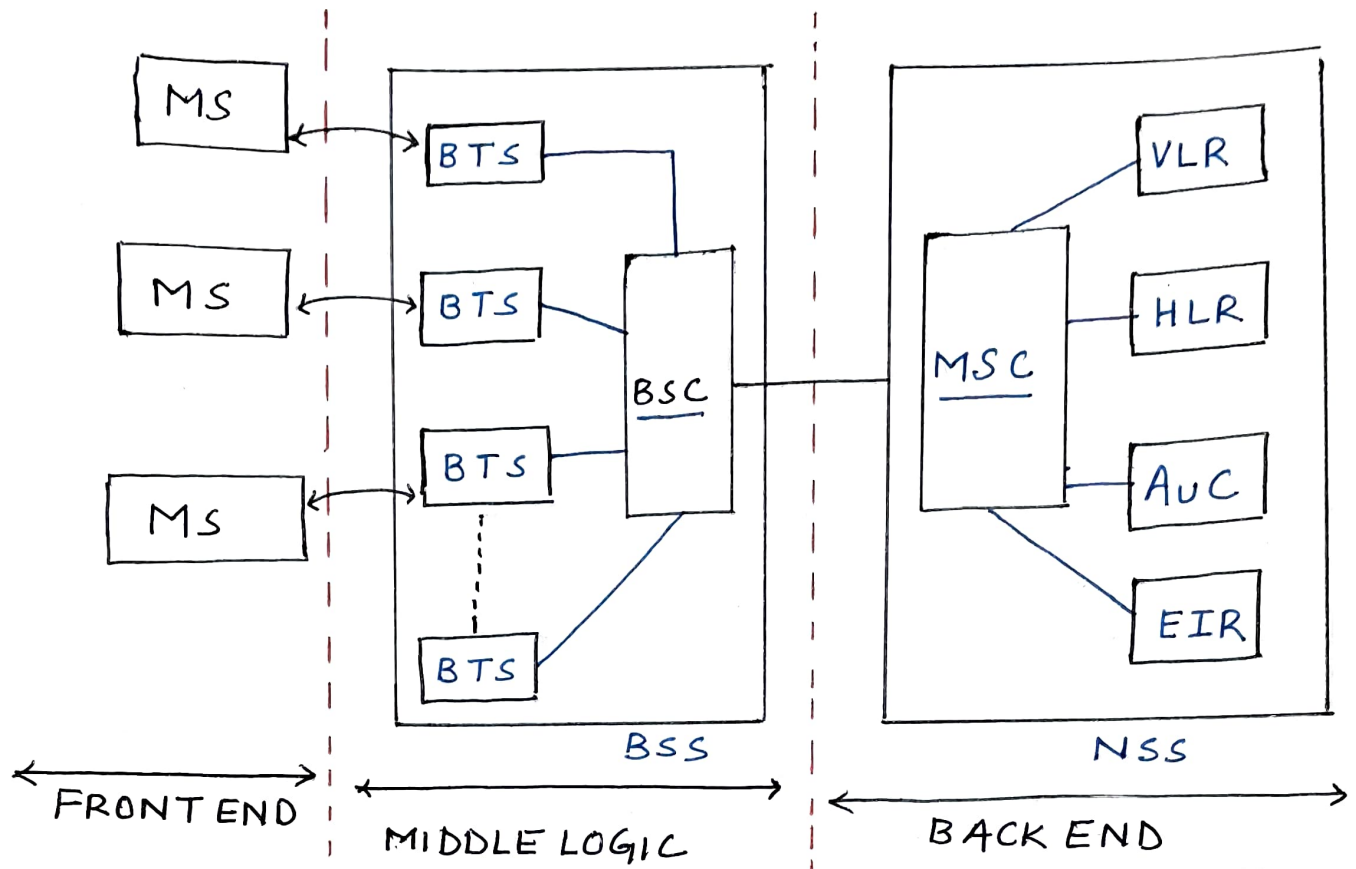 MS
MS
MS
BTS
BTS
BTS
BTS
BSC
BSS
MSC
VLR
HLR
AUC
EIR
NSS
FRONT END
MIDDLE LOGIC
BACK END